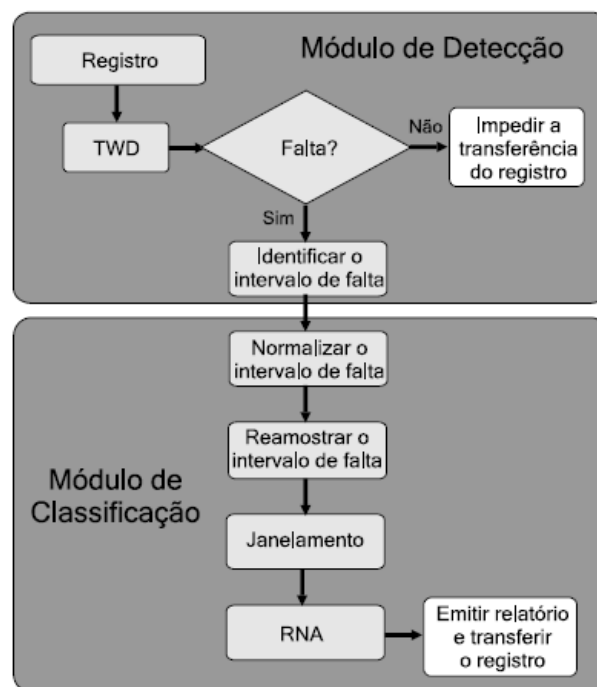 Módulo de Detecção
Registro
TWD
Falta?
Não
Impedir a
transferência
do registro
Sim
Identificar o
intervalo de falta
Normalizar o
intervalo de falta
Reamostrar o
intervalo de falta
Módulo de
Classificação
Janelamento
RNA
Emitir relatório
e transferir
o registro